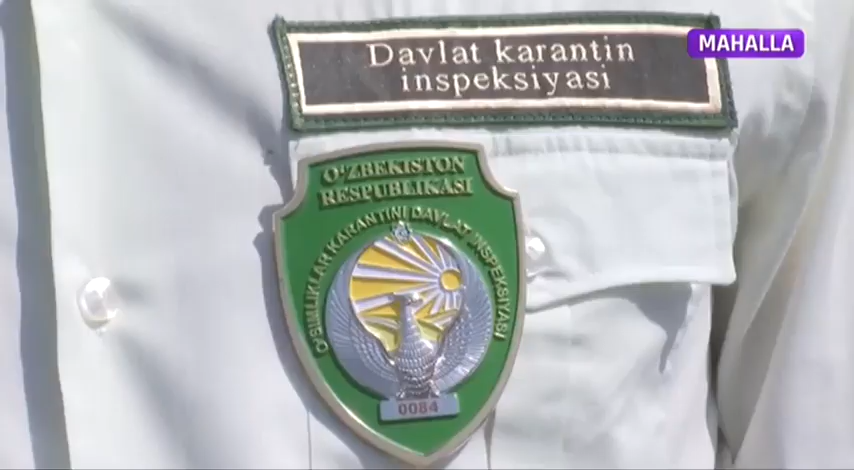 Davlat karantin
inspeksiyasi
MAHALLA
O'ZBEKISTON
RESPUBLIKASI
O'SIMLIKLAR KARANTINI DAVLAT INSPEKSIYASI
0084